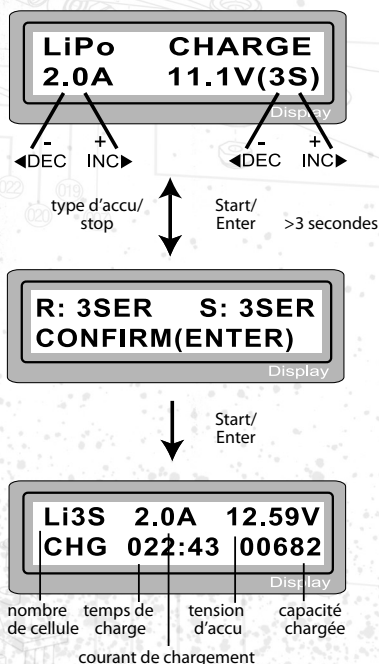 LiPo CHARGE
2.0A 11.1V(3S)
Display
- + - +
◀DEC INC▶ ◀DEC INC▶
type d'accu/ Start/
stop Enter >3 secondes
R: 3SER S: 3SER
CONFIRM(ENTER)
Display
Start/
Enter
Li3S 2.0A 12.59V
CHG 022:43 00682
Display
nombre temps de tension capacité
de cellule charge d'accu chargée
courant de chargement